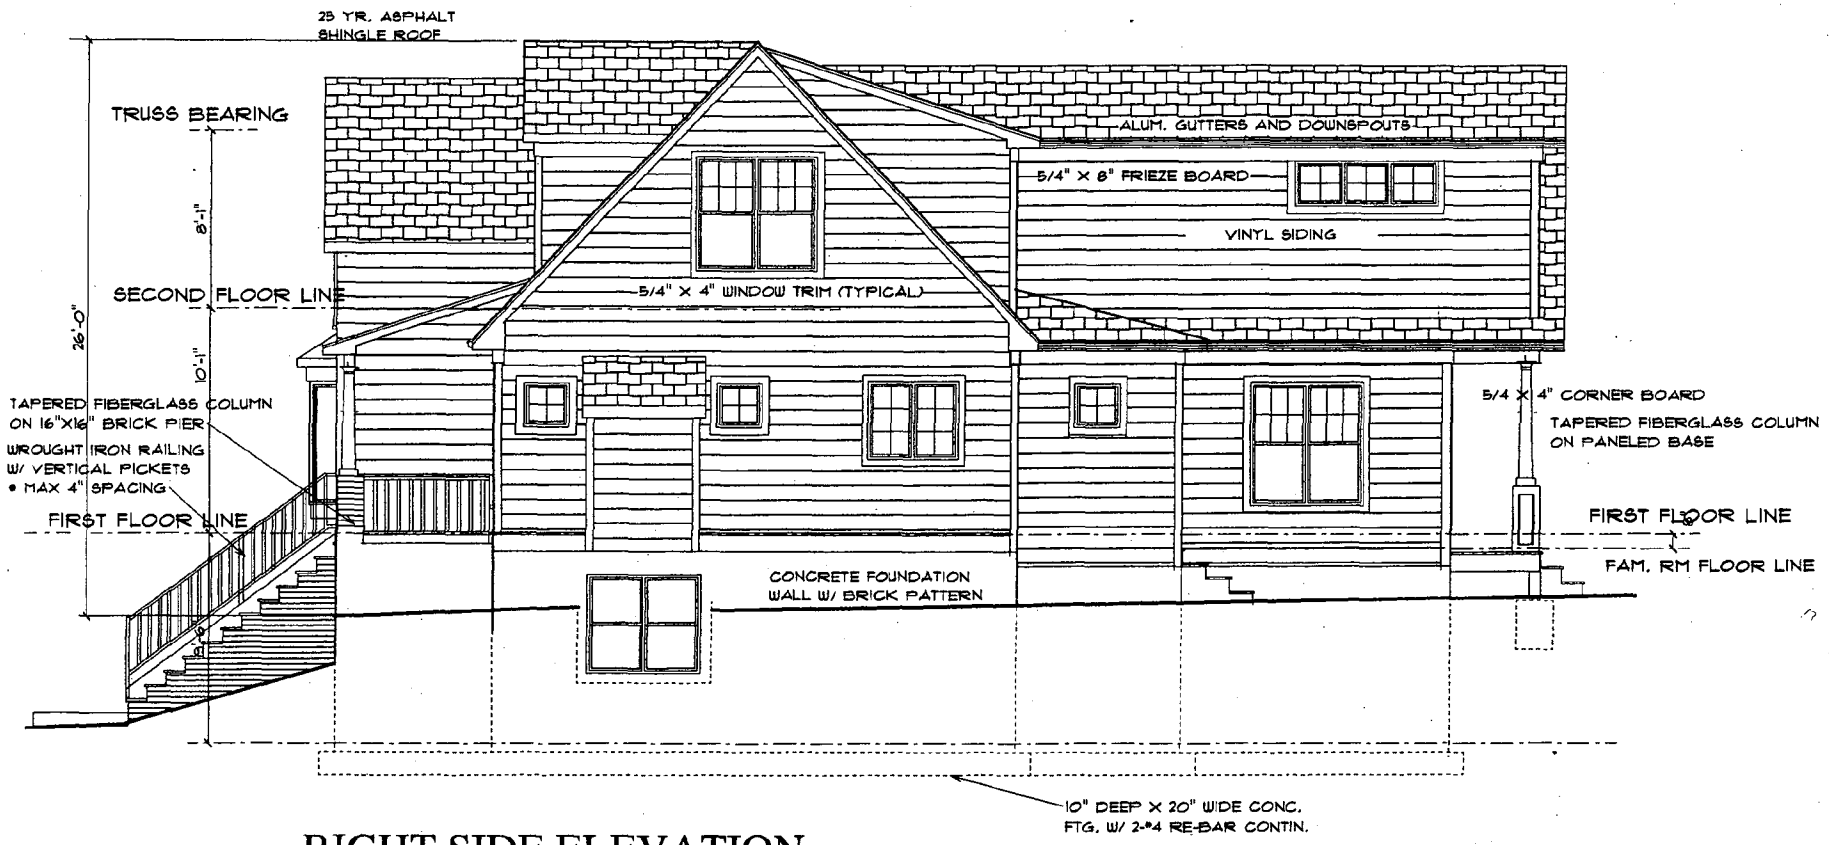 25 YR. ASPHALT
SHINGLE ROOF
TRUSS BEARING
ALUM. GUTTERS AND DOWNSPOUTS
5/4" X 8" FRIEZE BOARD
8'-1"
VINYL SIDING
SECOND FLOOR LINE
5/4" X 4" WINDOW TRIM (TYPICAL)
26'-0"
10'-1"
TAPERED FIBERGLASS COLUMN
ON 16"X16" BRICK PIER
WROUGHT IRON RAILING
W/ VERTICAL PICKETS
• MAX 4" SPACING
5/4 X 4" CORNER BOARD
TAPERED FIBERGLASS COLUMN
ON PANELED BASE
FIRST FLOOR LINE
FIRST FLOOR LINE
FAM. RM FLOOR LINE
CONCRETE FOUNDATION
WALL W/ BRICK PATTERN
10" DEEP X 20" WIDE CONC.
FTG. W/ 2-#4 RE-BAR CONTIN.
RIGHT SIDE ELEVATION